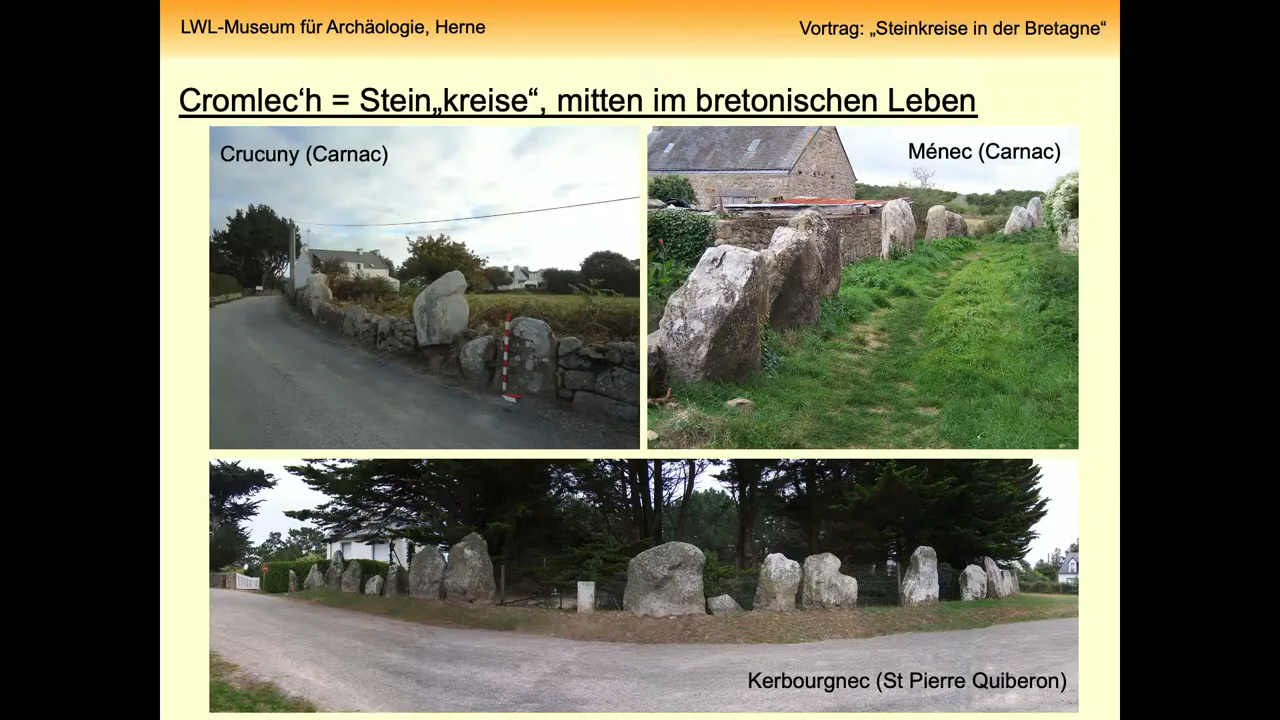 LWL-Museum für Archäologie, Herne
Vortrag: „Steinkreise in der Bretagne“
Cromlec‘h = Stein„kreise“, mitten im bretonischen Leben
Crucuny (Carnac)
Ménec (Carnac)
Kerbourgnec (St Pierre Quiberon)